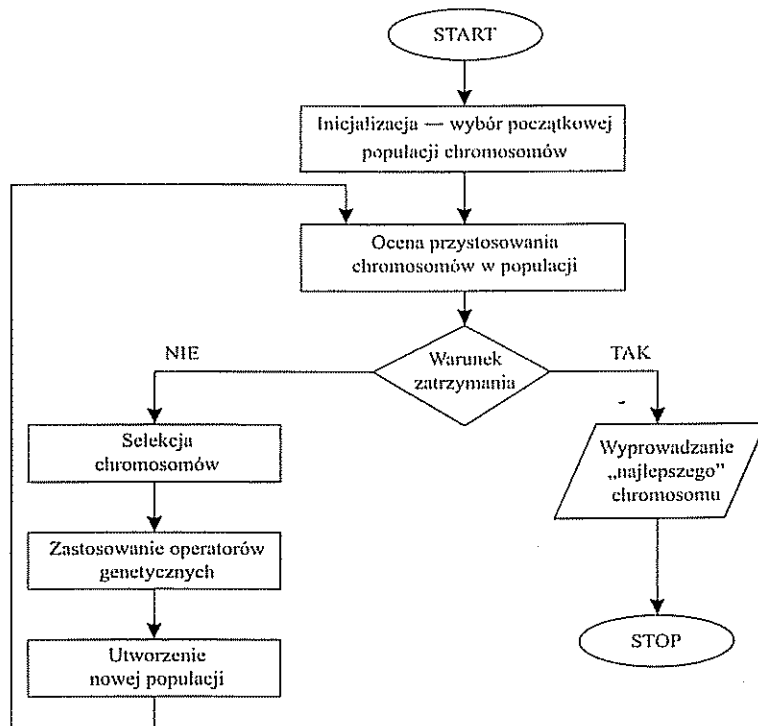 START
Inicjalizacja — wybór początkowej
populacji chromosomów
Ocena przystosowania
chromosomów w populacji
NIE
Warunek
zatrzymania
TAK
Selekcja
chromosomów
Wyprowadzanie
„najlepszego”
chromosomu
Zastosowanie operatorów
genetycznych
Utworzenie
nowej populacji
STOP